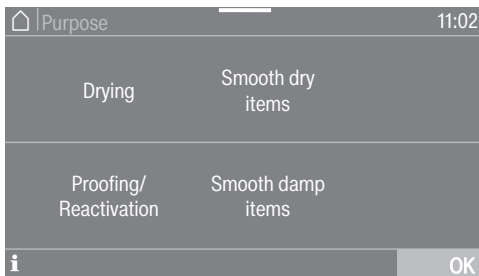 Purpose 11:02
Drying
Smooth dry
items
Proofing/
Reactivation
Smooth damp
items
i OK